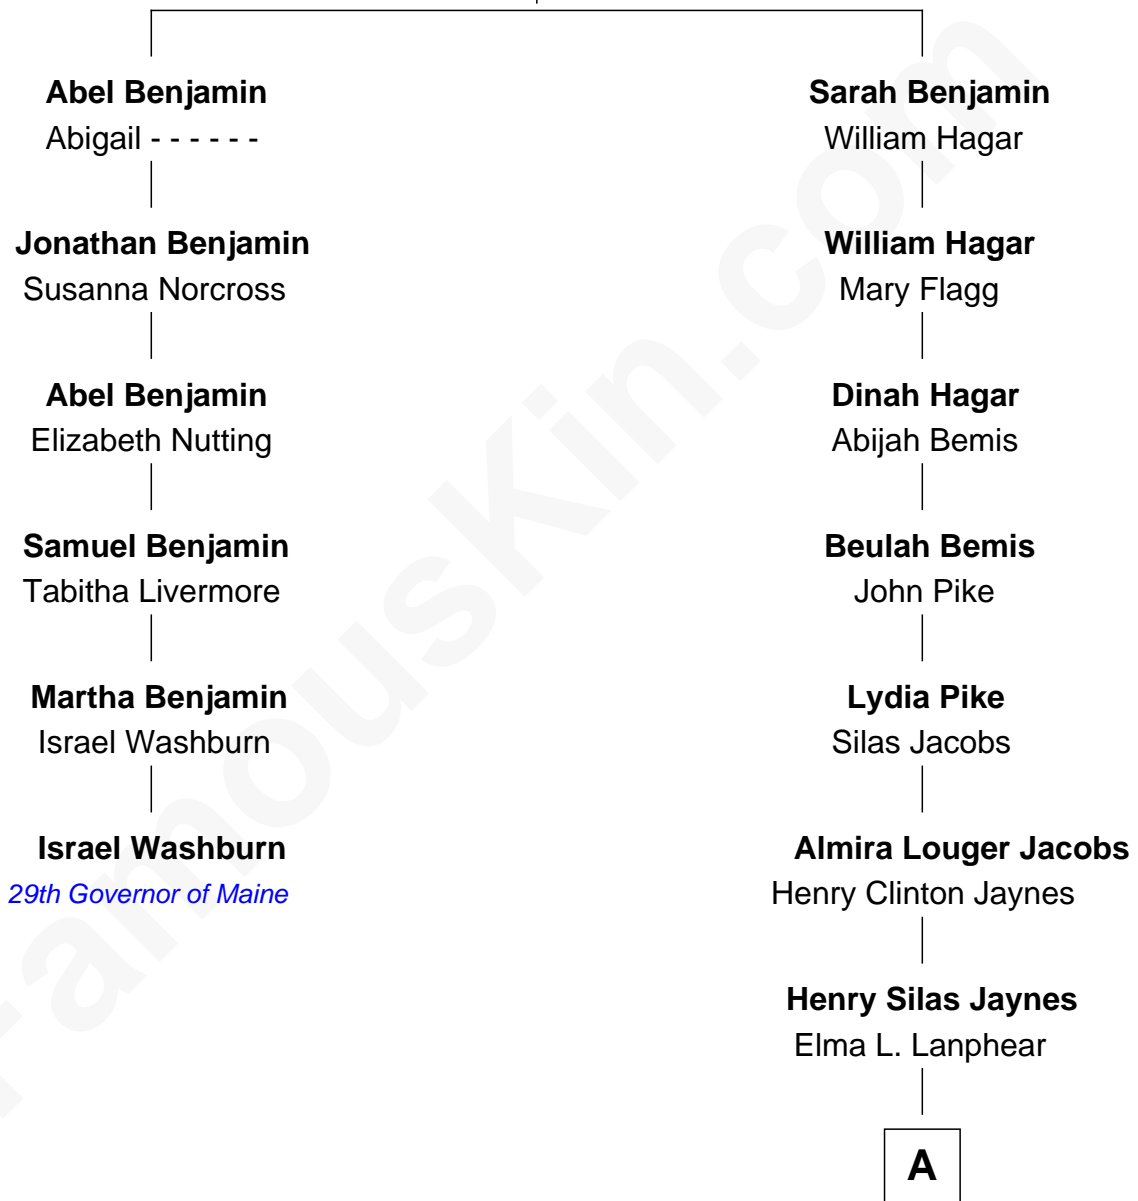 Abel Benjamin
Abigail - - - - - -
Jonathan Benjamin
Susanna Norcross
Abel Benjamin
Elizabeth Nutting
Samuel Benjamin
Tabitha Livermore
Martha Benjamin
Israel Washburn
Israel Washburn
29th Governor of Maine
Sarah Benjamin
William Hagar
William Hagar
Mary Flagg
Dinah Hagar
Abijah Bemis
Beulah Bemis
John Pike
Lydia Pike
Silas Jacobs
Almira Louger Jacobs
Henry Clinton Jaynes
Henry Silas Jaynes
Elma L. Lanphear
A
FamousKin.com